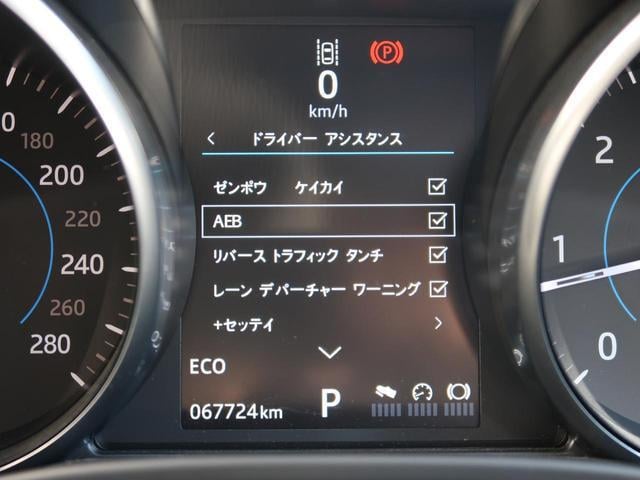 P
0
km/h
ドライバー アシスタンス
ゼンボウ ケイカイ
AEB
リバース トラフィック タンチ
レーン デパーチャー ワーニング
+セッテイ
ECO
067724km
P
180
200
220
240
260
280
2
1
0